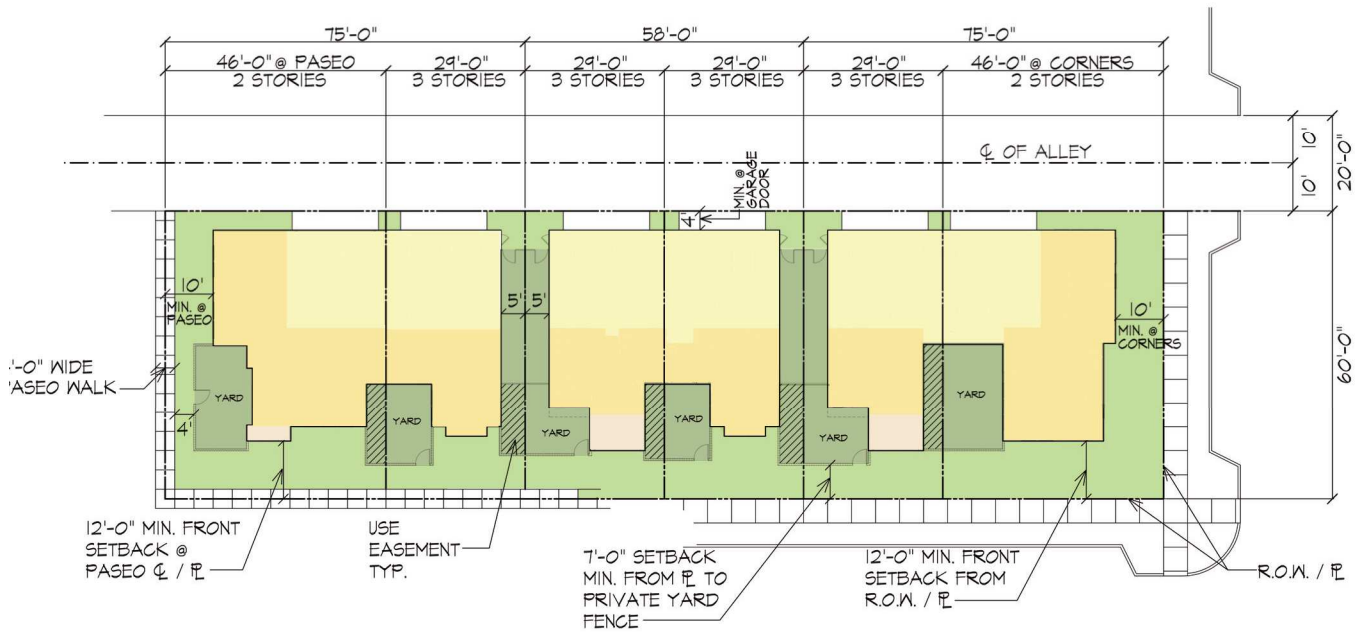 75'-0"
58'-0"
75'-0"
46'-0" @ PASEO
2 STORIES
29'-0"
3 STORIES
29'-0"
3 STORIES
29'-0"
3 STORIES
29'-0"
3 STORIES
46'-0" @ CORNERS
2 STORIES
℄ OF ALLEY
10'
10'
20'-0"
4'
MIN. @
GARAGE
DOOR
10'
MIN. @
PASEO
5'
5'
10'
MIN. @
CORNERS
60'-0"
'-0" WIDE
ASEO WALK
4'
YARD
YARD
YARD
YARD
YARD
YARD
12'-0" MIN. FRONT
SETBACK @
PASEO ℄ / ⅊
USE
EASEMENT
TYP.
7'-0" SETBACK
MIN. FROM ⅊ TO
PRIVATE YARD
FENCE
12'-0" MIN. FRONT
SETBACK FROM
R.O.W. / ⅊
R.O.W. / ⅊